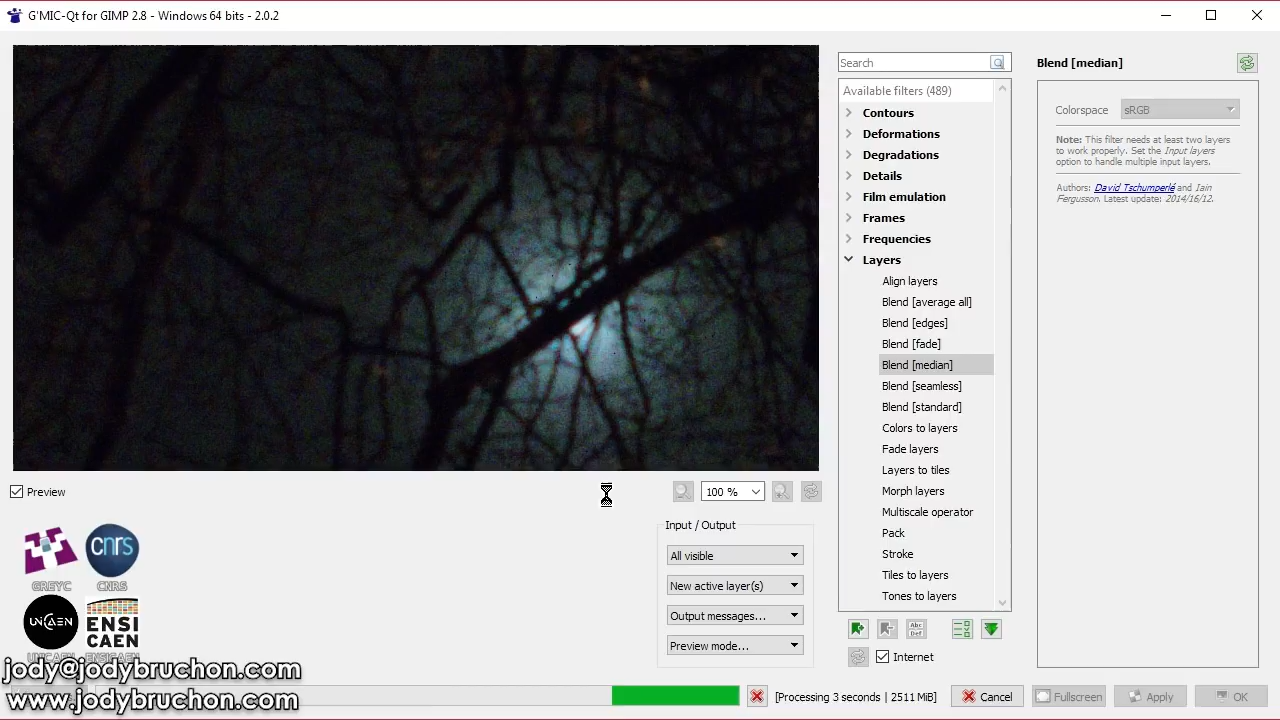 G'MIC-Qt for GIMP 2.8 - Windows 64 bits - 2.0.2
Search
Available filters (489)
Contours
Deformations
Degradations
Details
Film emulation
Frames
Frequencies
Layers
Align layers
Blend [average all]
Blend [edges]
Blend [fade]
Blend [median]
Blend [seamless]
Blend [standard]
Colors to layers
Fade layers
Layers to tiles
Morph layers
Multiscale operator
Pack
Stroke
Tiles to layers
Tones to layers
Internet
Blend [median]
Colorspace sRGB
Note: This filter needs at least two layers
to work properly. Set the Input layers
option to handle multiple input layers.
Authors: David Tschumperlé and Iain
Fergusson. Latest update: 2014/16/12.
Preview
100 %
Input / Output
All visible
New active layer(s)
Output messages...
Preview mode...
GREYC
CNRS
cnrs
UNICAEN
ENSI
CAEN
Abc
Def
jody@jodybruchon.com
www.jodybruchon.com
[Processing 3 seconds | 2511 MiB]
Cancel
Fullscreen
Apply
OK